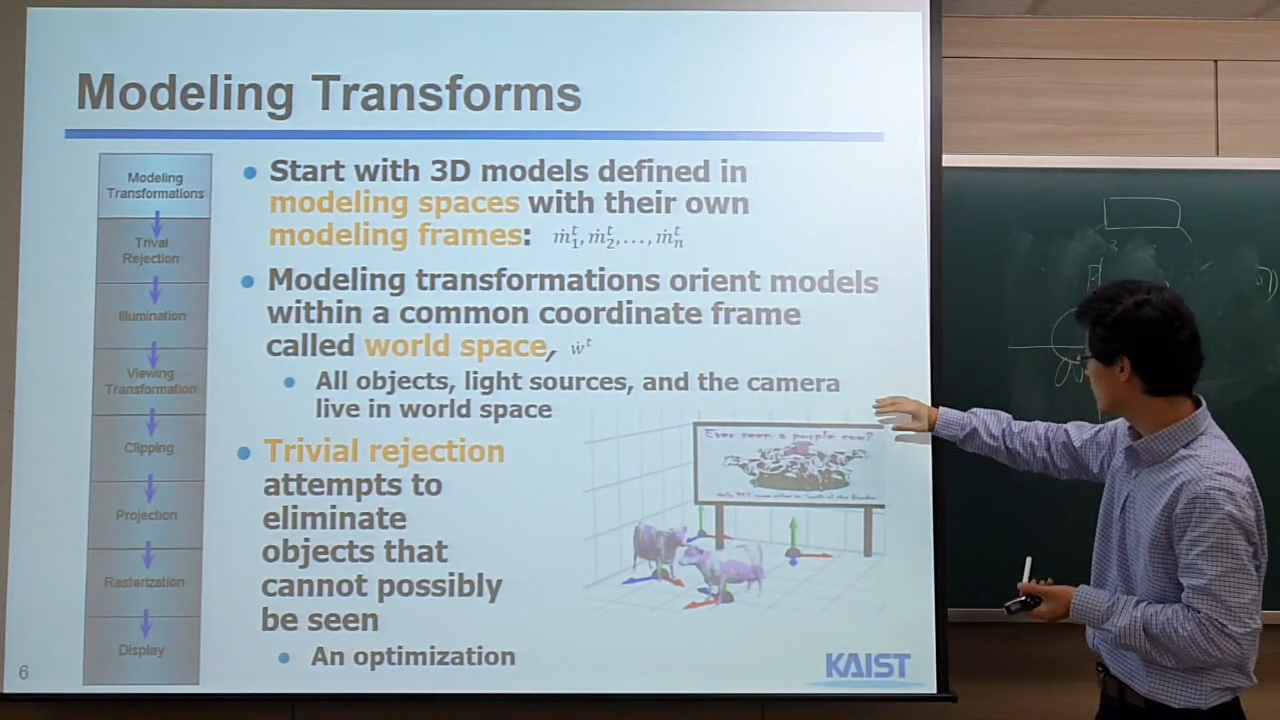 Modeling Transforms
Modeling
Transformations
Trival
Rejection
Illumination
Viewing
Transformation
Clipping
Projection
Rasterization
Display
• Start with 3D models defined in
modeling spaces with their own
modeling frames: ṁ₁ᵗ, ṁ₂ᵗ, ..., ṁₙᵗ
• Modeling transformations orient models
within a common coordinate frame
called world space, ẇᵗ
• All objects, light sources, and the camera
live in world space
• Trivial rejection
attempts to
eliminate
objects that
cannot possibly
be seen
• An optimization
Ever seen a purple cow?
6
KAIST